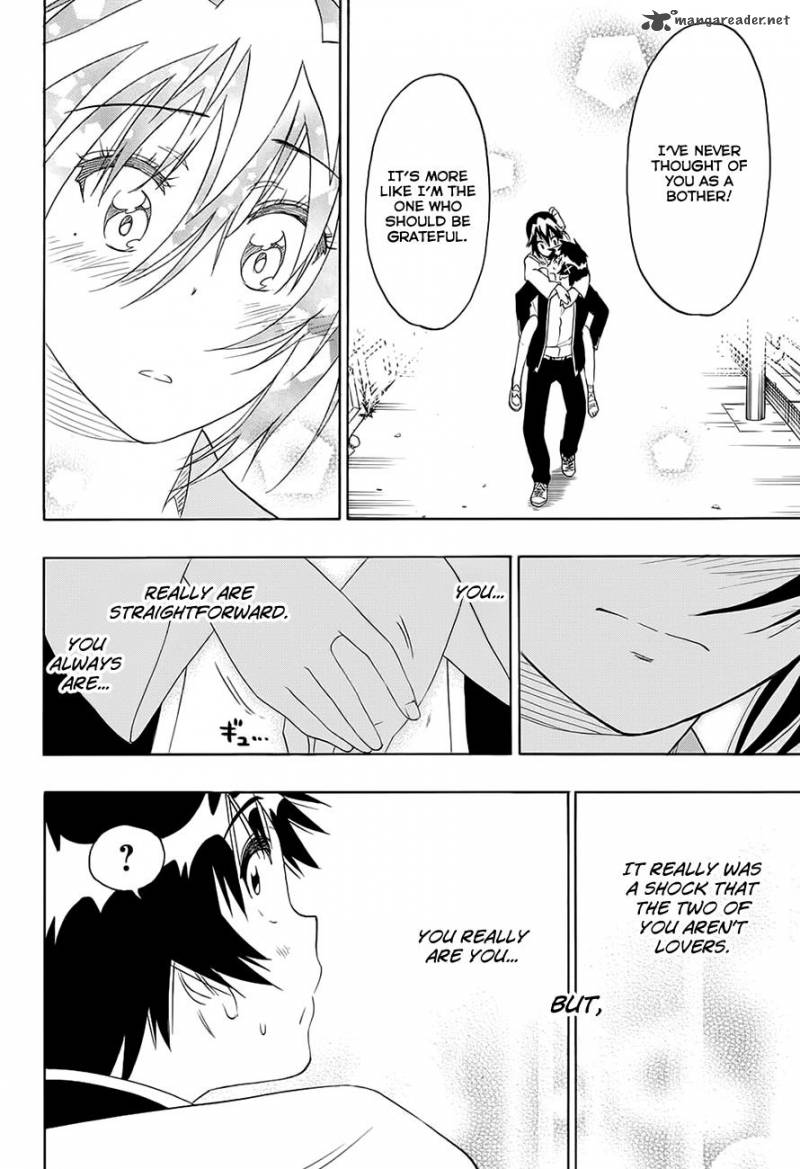 mangareader.net
I'VE NEVER
THOUGHT OF
YOU AS A
BOTHER!
IT'S MORE
LIKE I'M THE
ONE WHO
SHOULD BE
GRATEFUL.
YOU...
REALLY ARE
STRAIGHTFORWARD.
YOU
ALWAYS
ARE...
ギュ...
IT REALLY WAS
A SHOCK THAT
THE TWO OF
YOU AREN'T
LOVERS.
BUT,
YOU REALLY
ARE YOU...
?